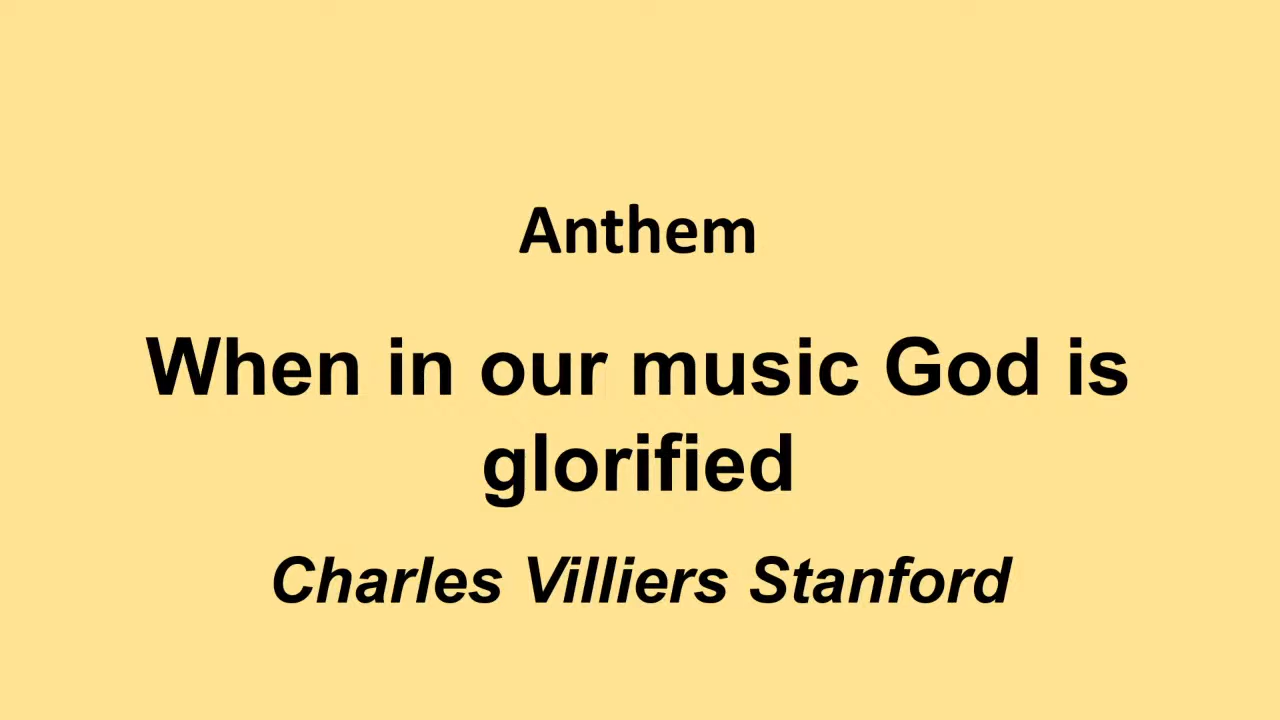 Anthem
When in our music God is
glorified
Charles Villiers Stanford